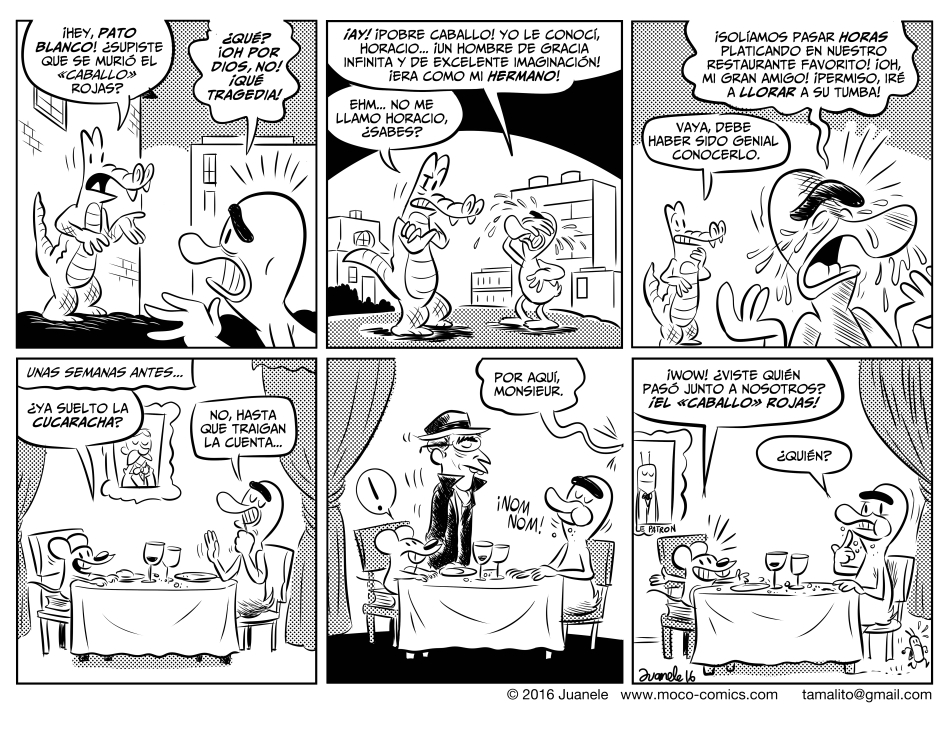 ¡HEY, PATO
BLANCO! ¿SUPISTE
QUE SE MURIÓ EL
«CABALLO»
ROJAS?
¿QUÉ?
¡OH POR
DIOS, NO!
¡QUÉ
TRAGEDIA!
¡AY! ¡POBRE CABALLO! YO LE CONOCÍ,
HORACIO... ¡UN HOMBRE DE GRACIA
INFINITA Y DE EXCELENTE IMAGINACIÓN!
¡ERA COMO MI HERMANO!
EHM... NO ME
LLAMO HORACIO,
¿SABES?
¡SOLÍAMOS PASAR HORAS
PLATICANDO EN NUESTRO
RESTAURANTE FAVORITO! ¡OH,
MI GRAN AMIGO! ¡PERMISO, IRÉ
A LLORAR A SU TUMBA!
VAYA, DEBE
HABER SIDO GENIAL
CONOCERLO.
UNAS SEMANAS ANTES...
¿YA SUELTO LA
CUCARACHA?
NO, HASTA
QUE TRAIGAN
LA CUENTA...
POR AQUÍ,
MONSIEUR.
!
¡NOM
NOM!
¡WOW! ¿VISTE QUIÉN
PASÓ JUNTO A NOSOTROS?
¡EL «CABALLO» ROJAS!
¿QUIÉN?
LE PATRON
Juanele 16
© 2016 Juanele www.moco-comics.com tamalito@gmail.com